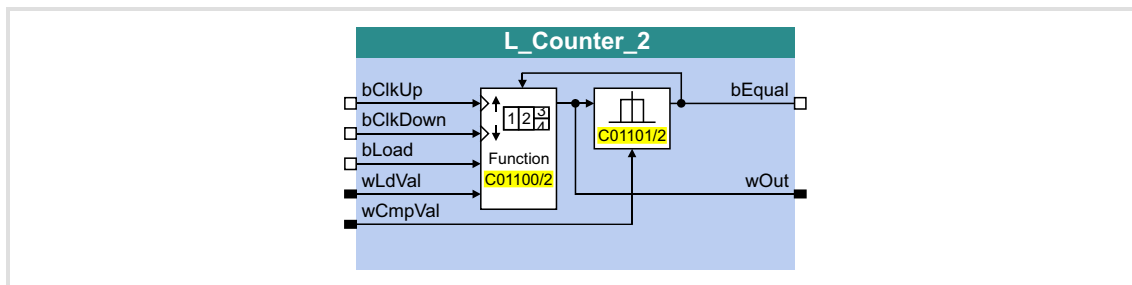 L_Counter_2
bClkUp
bEqual
bClkDown
1 2 3 4
C01101/2
bLoad
Function
wLdVal
C01100/2
wOut
wCmpVal